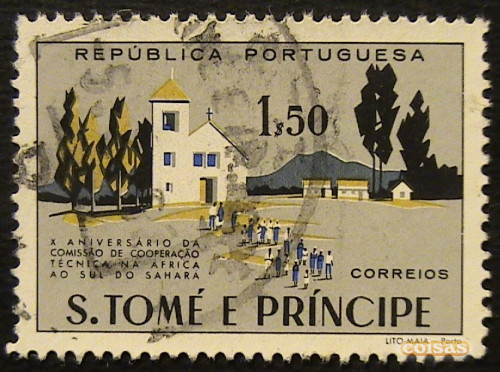 REPÚBLICA PORTUGUESA
1$50
X ANIVERSÁRIO DA
COMISSÃO DE COOPERAÇÃO
TÉCNICA NA ÁFRICA
AO SUL DO SAHARA
CORREIOS
S. TOMÉ E PRÍNCIPE
LITO-MAIA — Porto
coisas